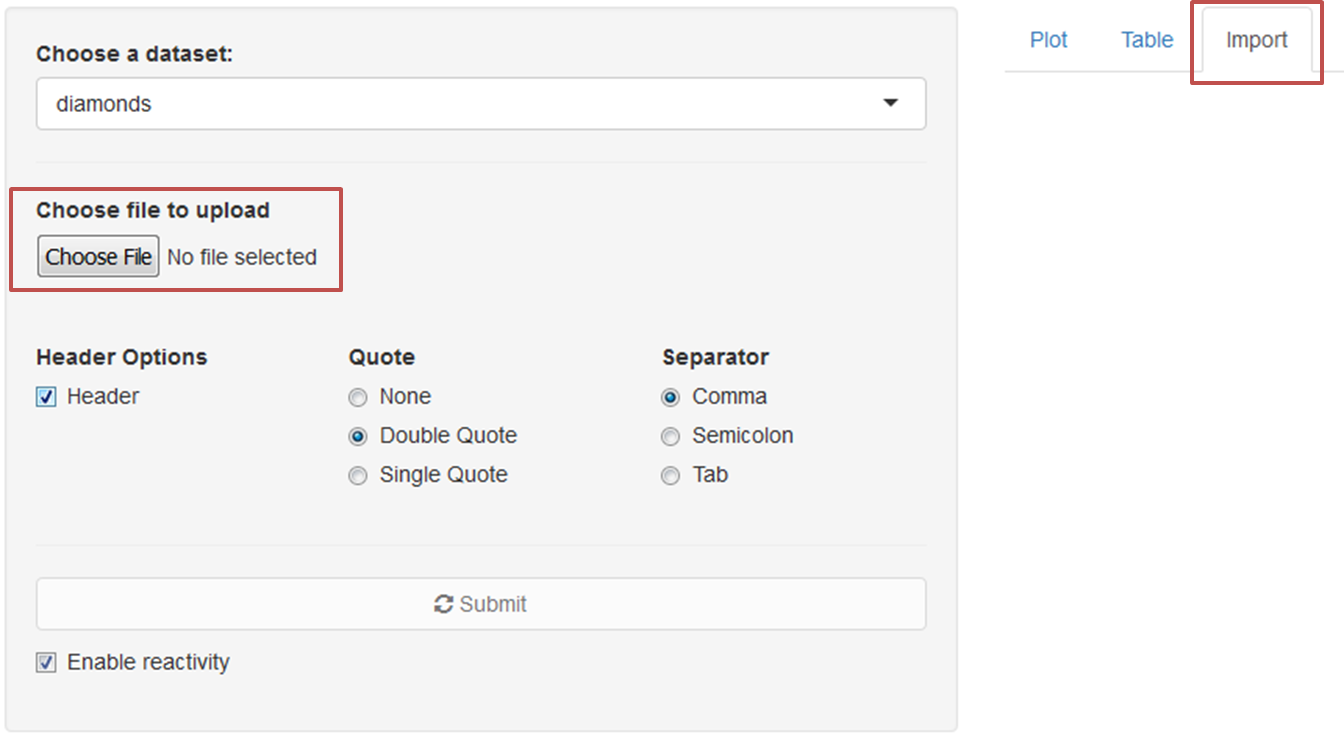 Choose a dataset:
diamonds
Plot Table Import
Choose file to upload
Choose File No file selected
Header Options Quote Separator
Header None Comma
Double Quote Semicolon
Single Quote Tab
Submit
Enable reactivity